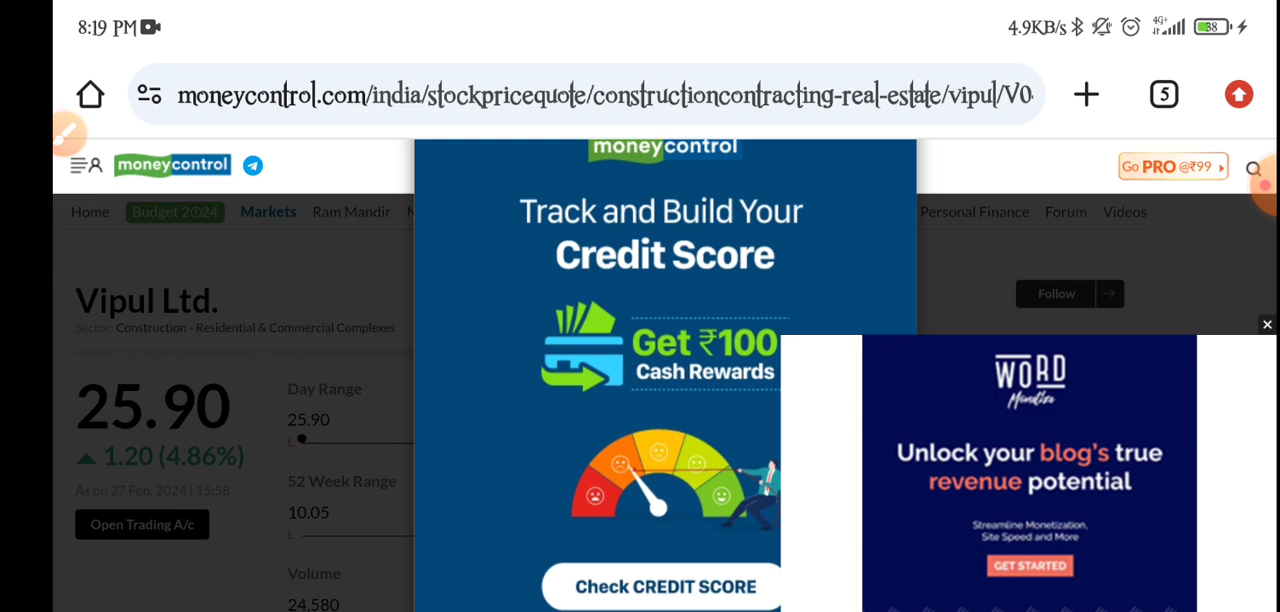 8:19 PM
4.9KB/s 4G+ 38
moneycontrol.com/india/stockpricequote/constructioncontracting-real-estate/vipul/V0
5
moneycontrol
Go PRO @₹99
Home Budget 2024 Markets Ram Mandir
Personal Finance Forum Videos
Vipul Ltd.
Sector: Construction - Residential & Commercial Complexes
Follow
25.90
1.20 (4.86%)
As on 27 Feb, 2024 | 15:58
Open Trading A/c
Day Range
25.90
L
52 Week Range
10.05
L
Volume
24,580
moneycontrol
Track and Build Your
Credit Score
Get ₹100
Cash Rewards
Check CREDIT SCORE
WORD
Monetize
Unlock your blog's true
revenue potential
Streamline Monetization,
Site Speed and More
GET STARTED